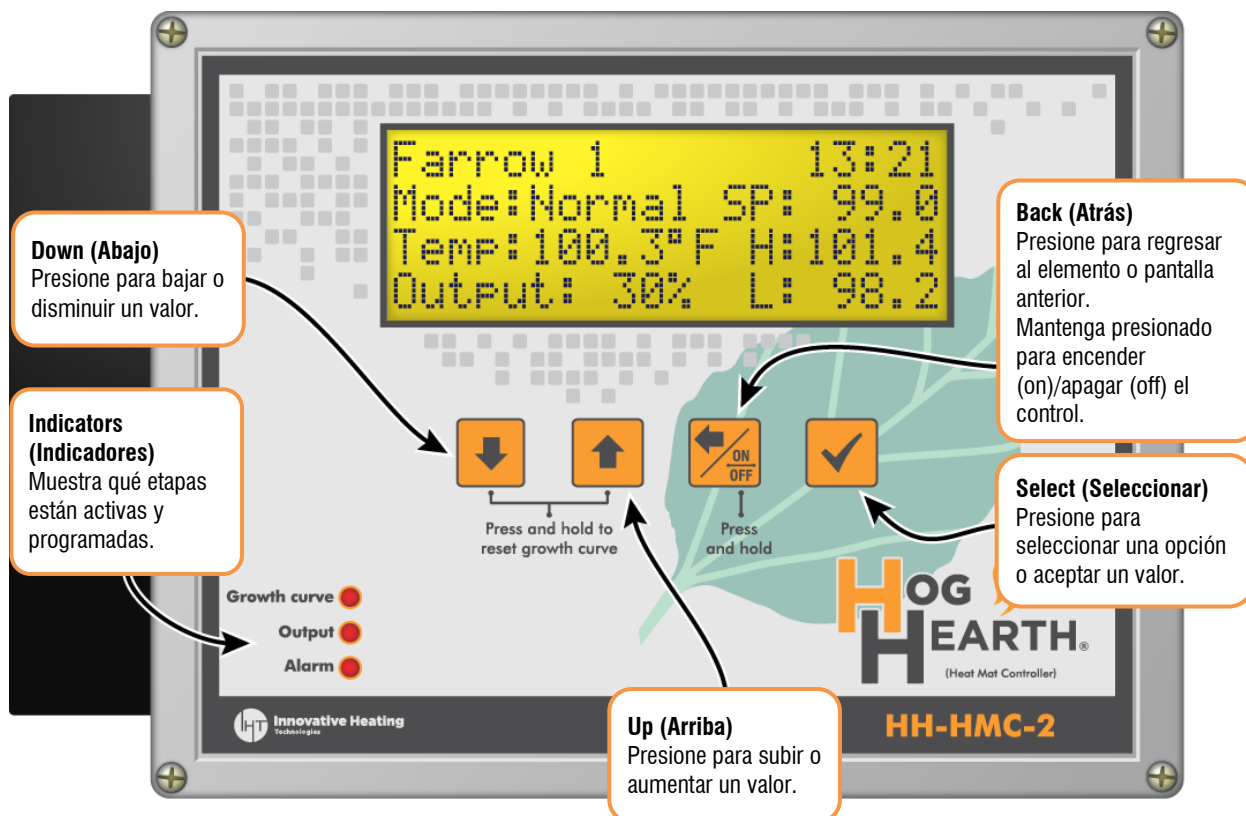 Farrow 1 13:21
Mode:Normal SP: 99.0
Temp:100.3°F H:101.4
Output: 30% L: 98.2
Down (Abajo)
Presione para bajar o
disminuir un valor.
Back (Atrás)
Presione para regresar
al elemento o pantalla
anterior.
Mantenga presionado
para encender
(on)/apagar (off) el
control.
Indicators
(Indicadores)
Muestra qué etapas
están activas y
programadas.
ON
OFF
Select (Seleccionar)
Presione para
seleccionar una opción
o aceptar un valor.
Press and hold to
reset growth curve
Press
and hold
Growth curve
Output
Alarm
HOG
HEARTH®
(Heat Mat Controller)
Up (Arriba)
Presione para subir o
aumentar un valor.
IHT Innovative Heating
Technologies
HH-HMC-2